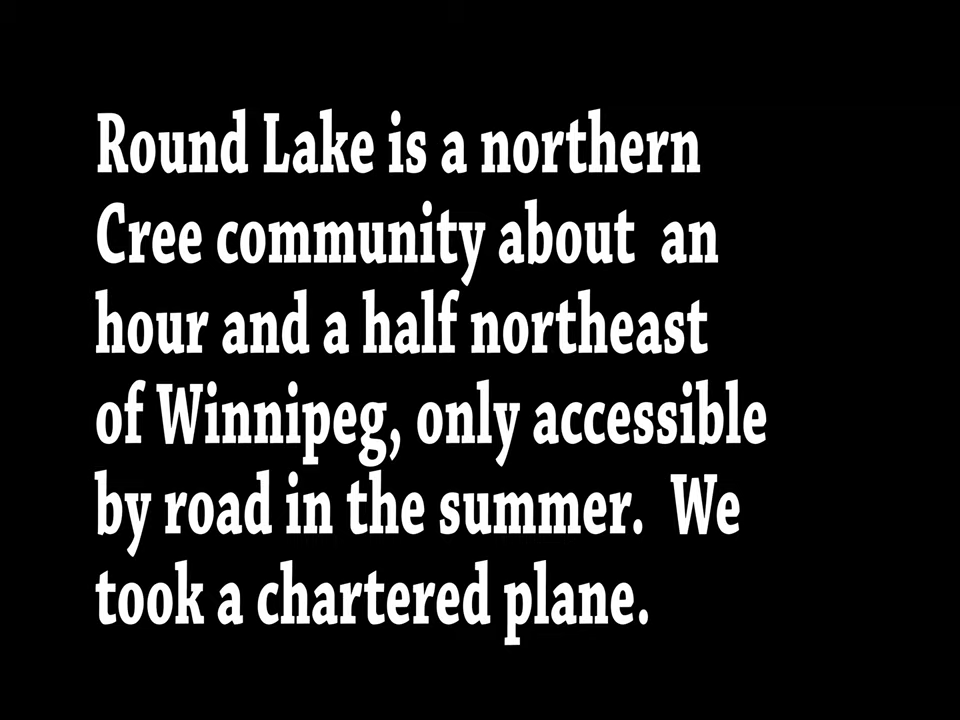 Round Lake is a northern
Cree community about  an
hour and a half northeast
of Winnipeg, only accessible
by road in the summer.  We
took a chartered plane.